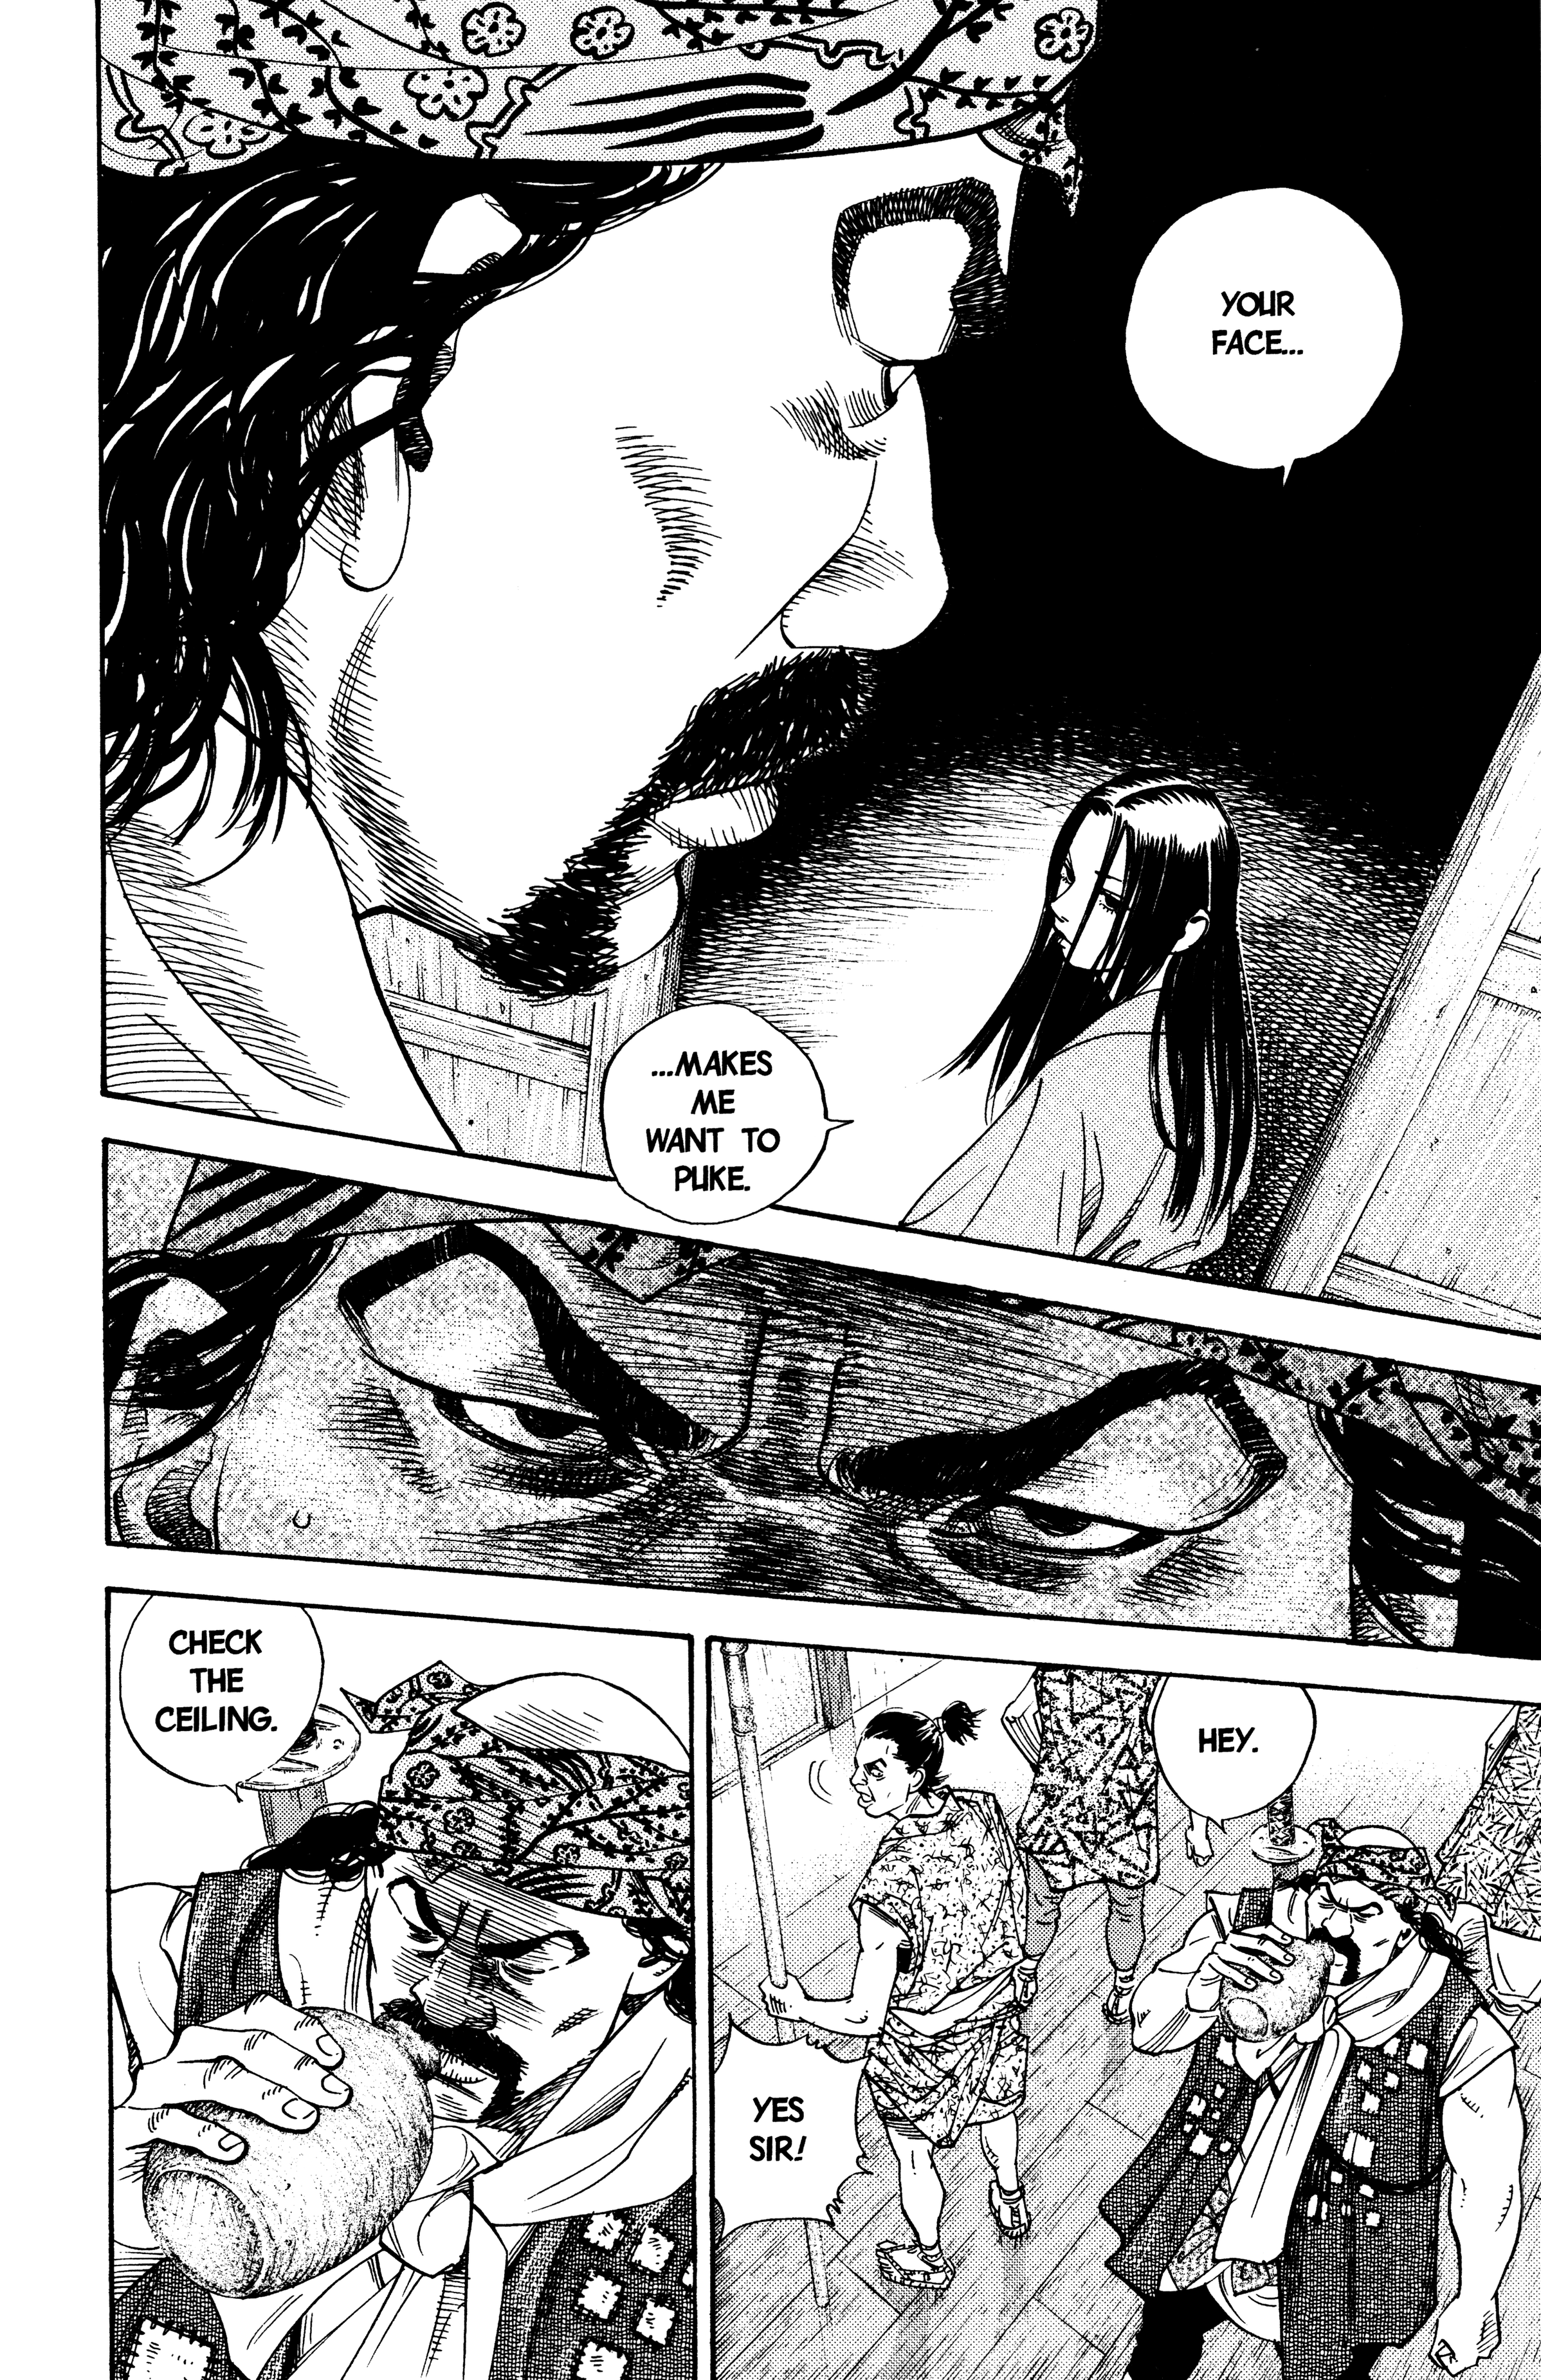 YOUR
FACE...
...MAKES
ME
WANT TO
PUKE.
HEY.
YES
SIR!
CHECK
THE
CEILING.